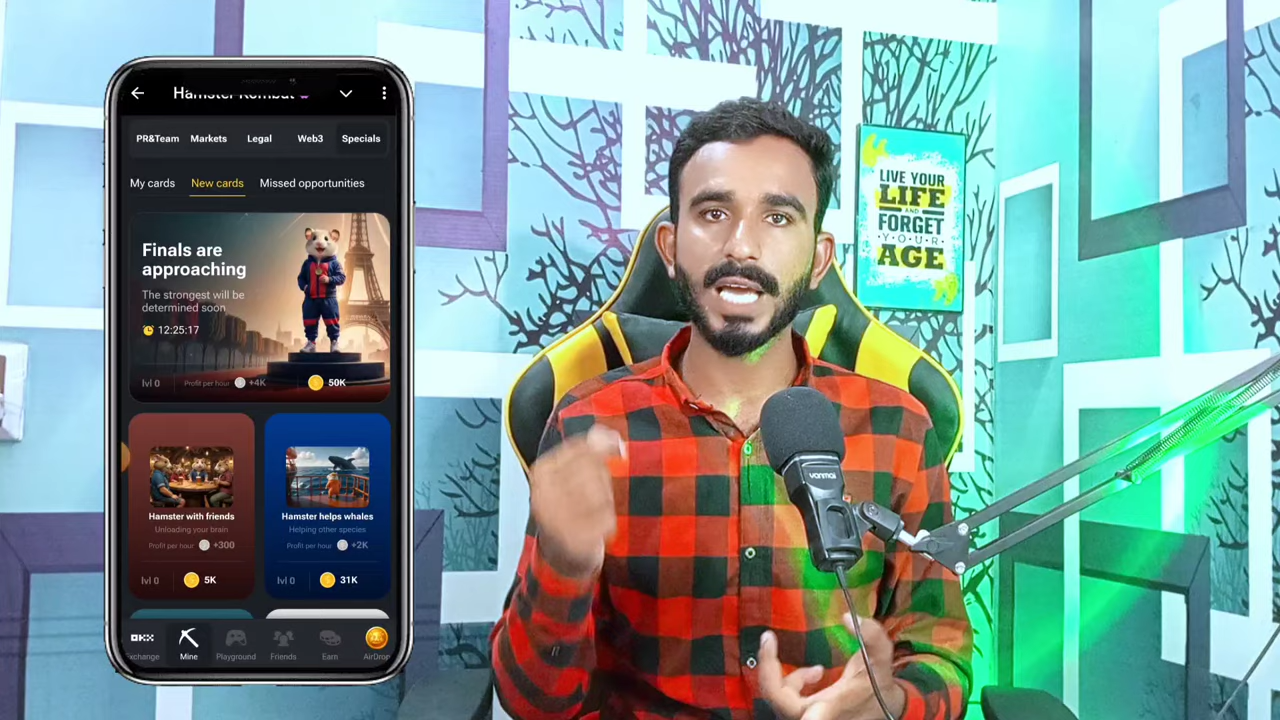 Hamster Kombat
PR&Team Markets Legal Web3 Specials
My cards New cards Missed opportunities
Finals are
approaching
The strongest will be
determined soon
12:25:17
lvl 0 Profit per hour +4K 50K
Hamster with friends
Unloading your brain
Profit per hour +300
lvl 0 5K
Hamster helps whales
Helping other species
Profit per hour +2K
lvl 0 31K
OKX
Exchange Mine Playground Friends Earn AirDrop
LIVE YOUR
LIFE
AND
FORGET
YOUR
AGE
vanmai